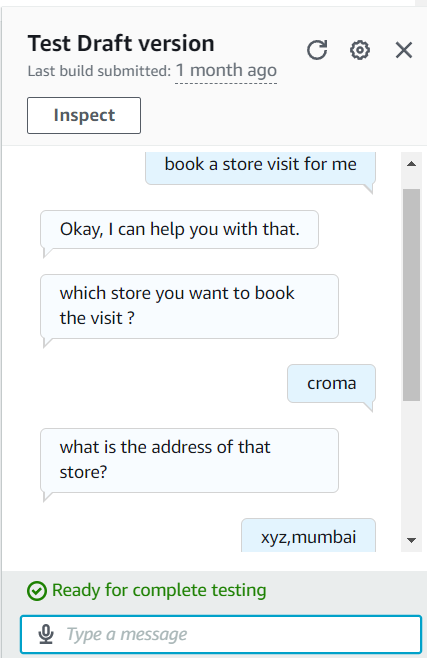 Test Draft version
Last build submitted: 1 month ago
Inspect
book a store visit for me
Okay, I can help you with that.
which store you want to book
the visit ?
croma
what is the address of that
store?
xyz,mumbai
Ready for complete testing
Type a message